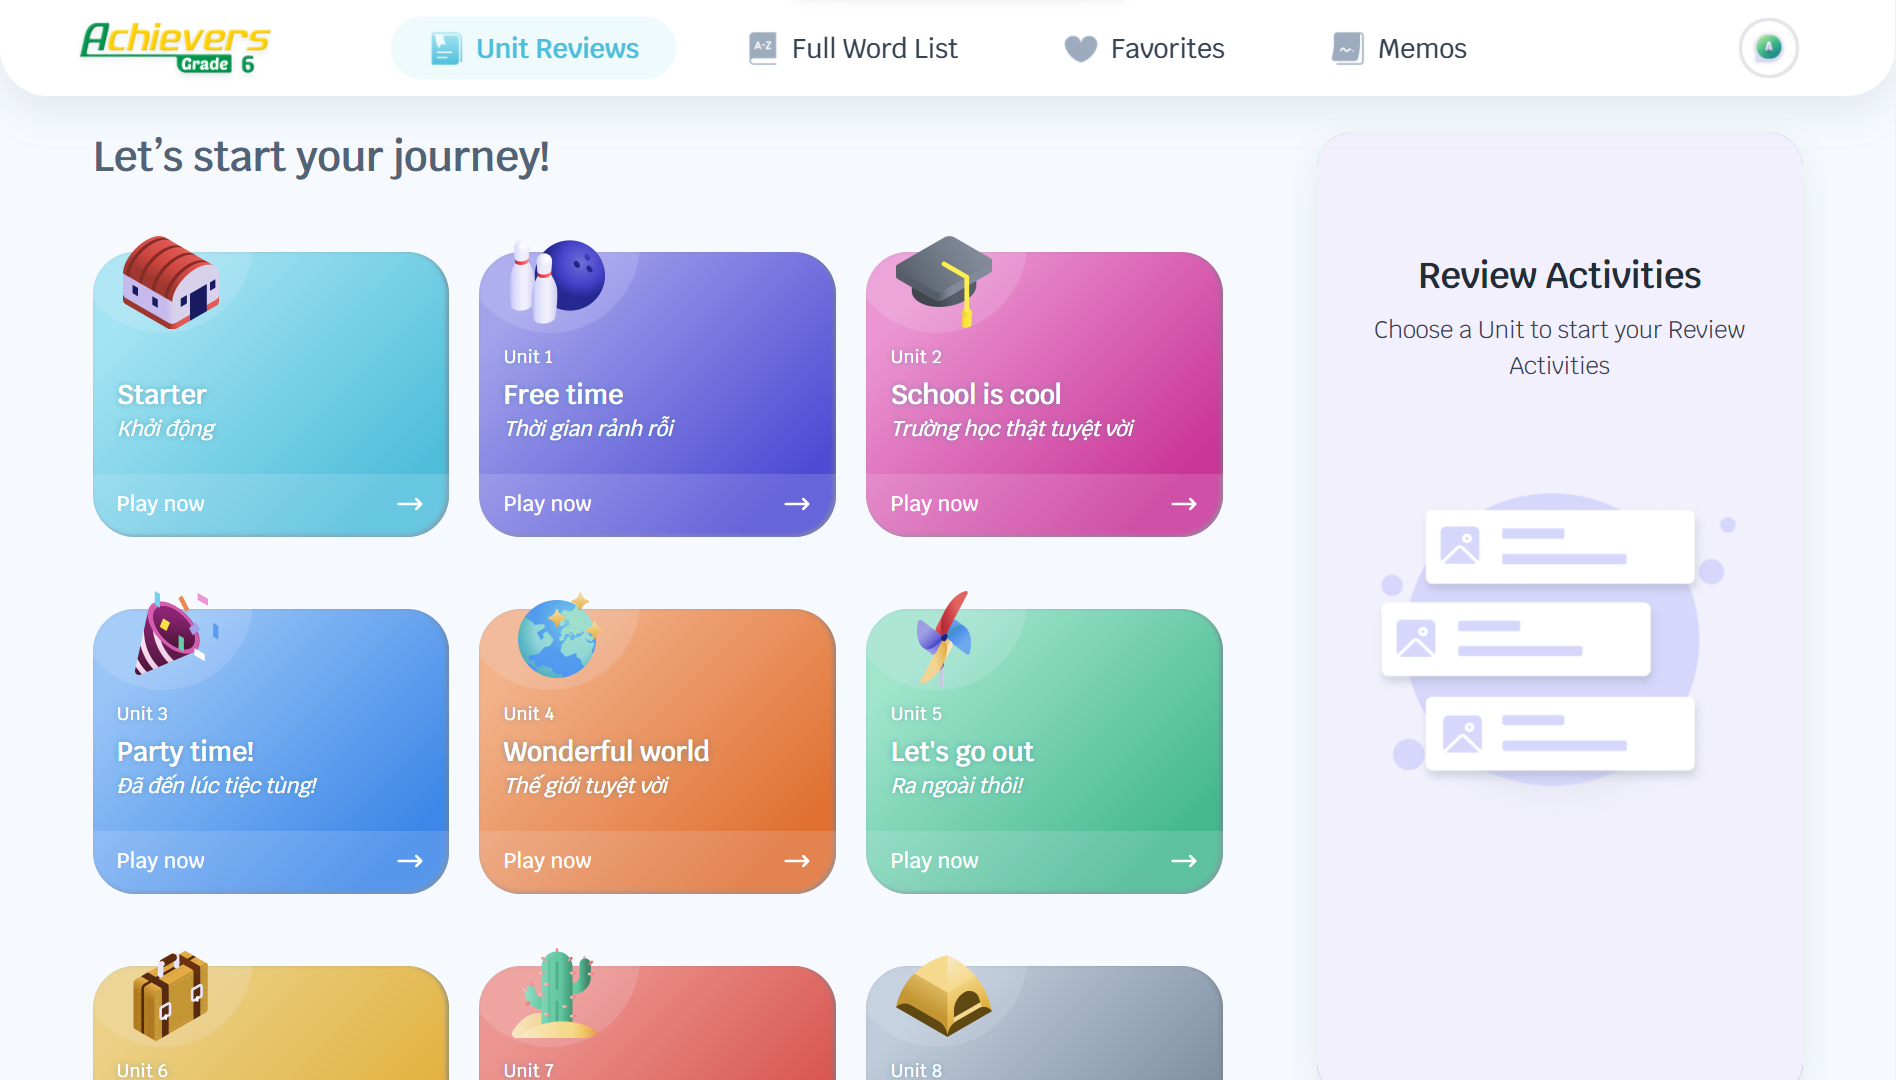 Achievers
Grade 6
Unit Reviews
A-Z
Full Word List
Favorites
Memos
A
Let's start your journey!
Starter
Khởi động
Play now
Unit 1
Free time
Thời gian rảnh rỗi
Play now
Unit 2
School is cool
Trường học thật tuyệt vời
Play now
Unit 3
Party time!
Đã đến lúc tiệc tùng!
Play now
Unit 4
Wonderful world
Thế giới tuyệt vời
Play now
Unit 5
Let's go out
Ra ngoài thôi!
Play now
Unit 6
Unit 7
Unit 8
Review Activities
Choose a Unit to start your Review
Activities